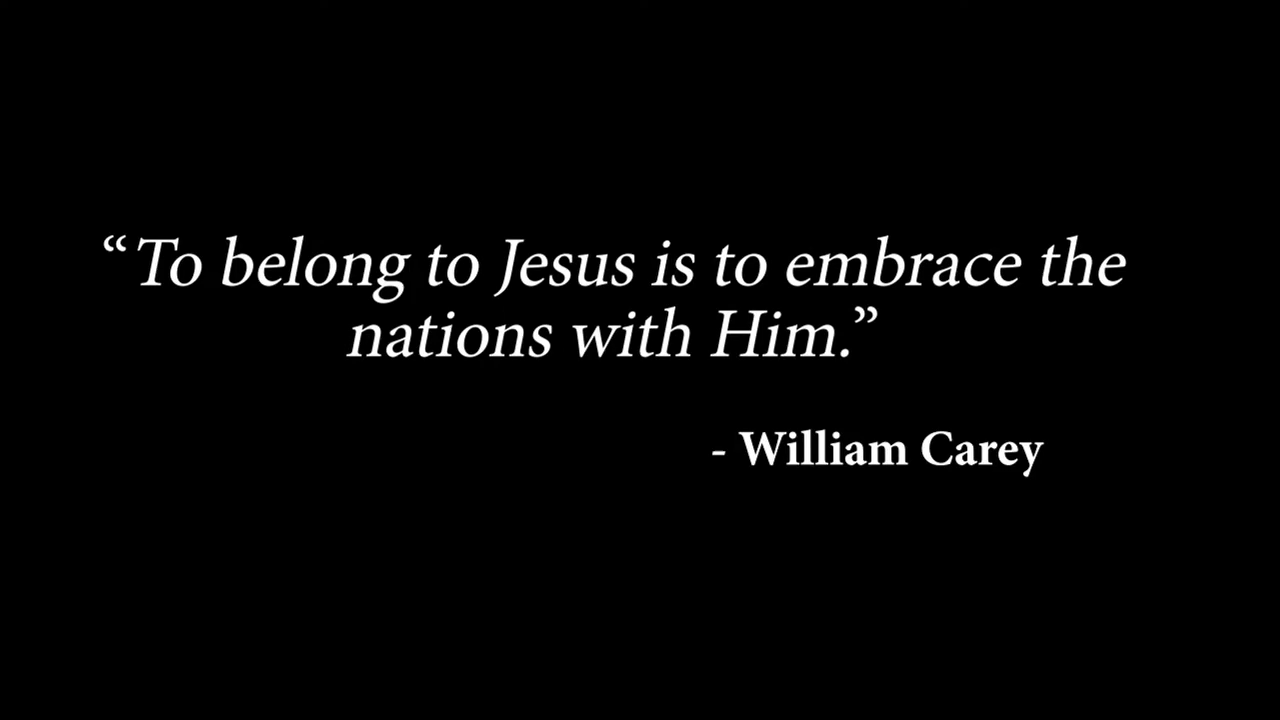 “To belong to Jesus is to embrace the
nations with Him.”
- William Carey